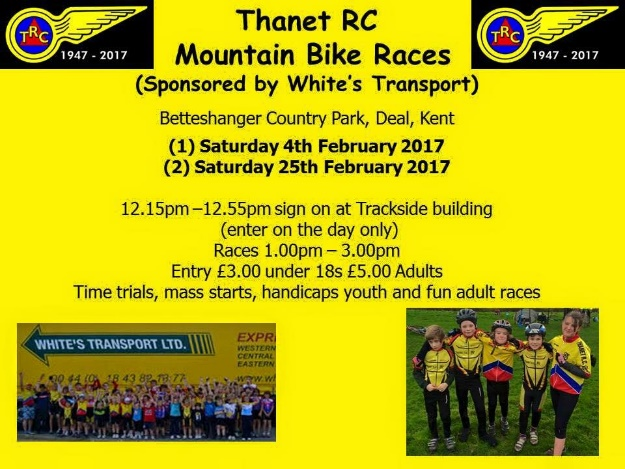 TRC
1947 - 2017
Thanet RC
Mountain Bike Races
(Sponsored by White's Transport)
TRC
1947 - 2017
Betteshanger Country Park, Deal, Kent
(1) Saturday 4th February 2017
(2) Saturday 25th February 2017
12.15pm –12.55pm sign on at Trackside building
(enter on the day only)
Races 1.00pm – 3.00pm
Entry £3.00 under 18s £5.00 Adults
Time trials, mass starts, handicaps youth and fun adult races
WHITE'S TRANSPORT LTD.
EXPR
WESTERN
CENTRAL
EASTERN